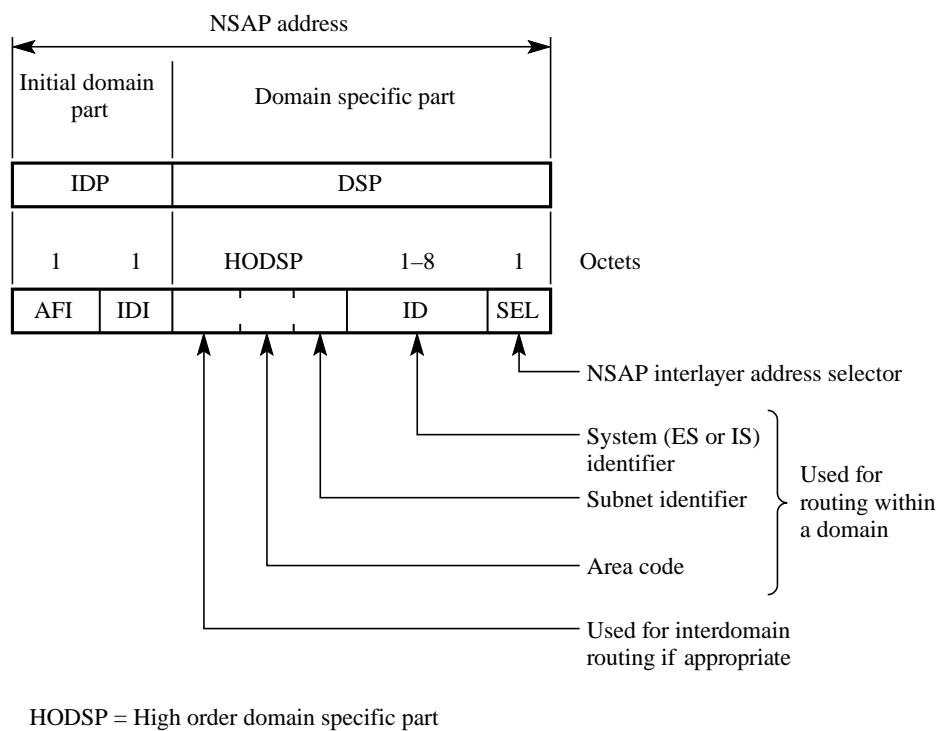 NSAP address
Initial domain
part
Domain specific part
IDP DSP
1 1 HODSP 1–8 1 Octets
AFI IDI ID SEL
NSAP interlayer address selector
System (ES or IS)
identifier
Subnet identifier
Area code
Used for
routing within
a domain
Used for interdomain
routing if appropriate
HODSP = High order domain specific part